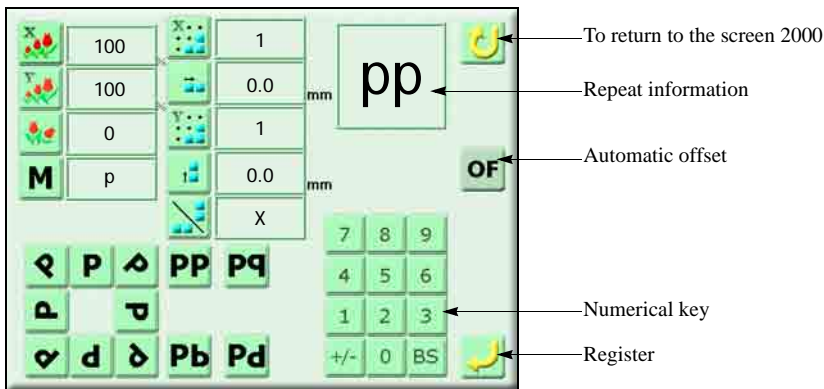 X
100
X
1
To return to the screen 2000
pp
Y
100
0.0
mm
Repeat information
%
%
0
Y
1
Automatic offset
OF
M
p
0.0
mm
X
7 8 9
P P P PP Pq
4 5 6
P P
1 2 3
Numerical key
d d d Pb Pd
+/- 0 BS
Register